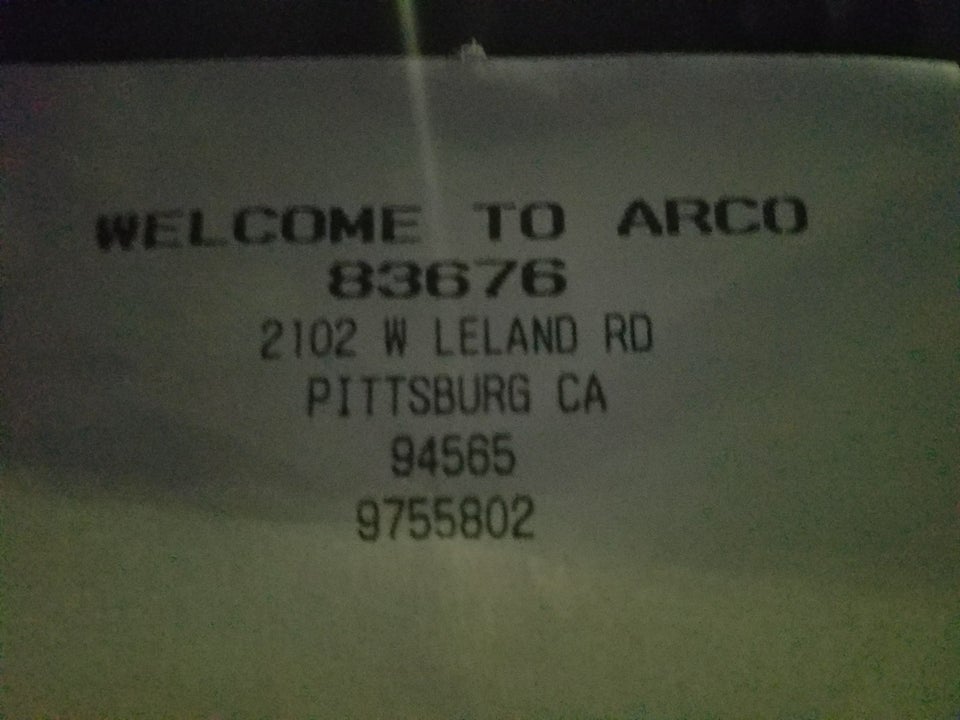 WELCOME TO ARCO
83676
2102 W LELAND RD
PITTSBURG CA
94565
9755802